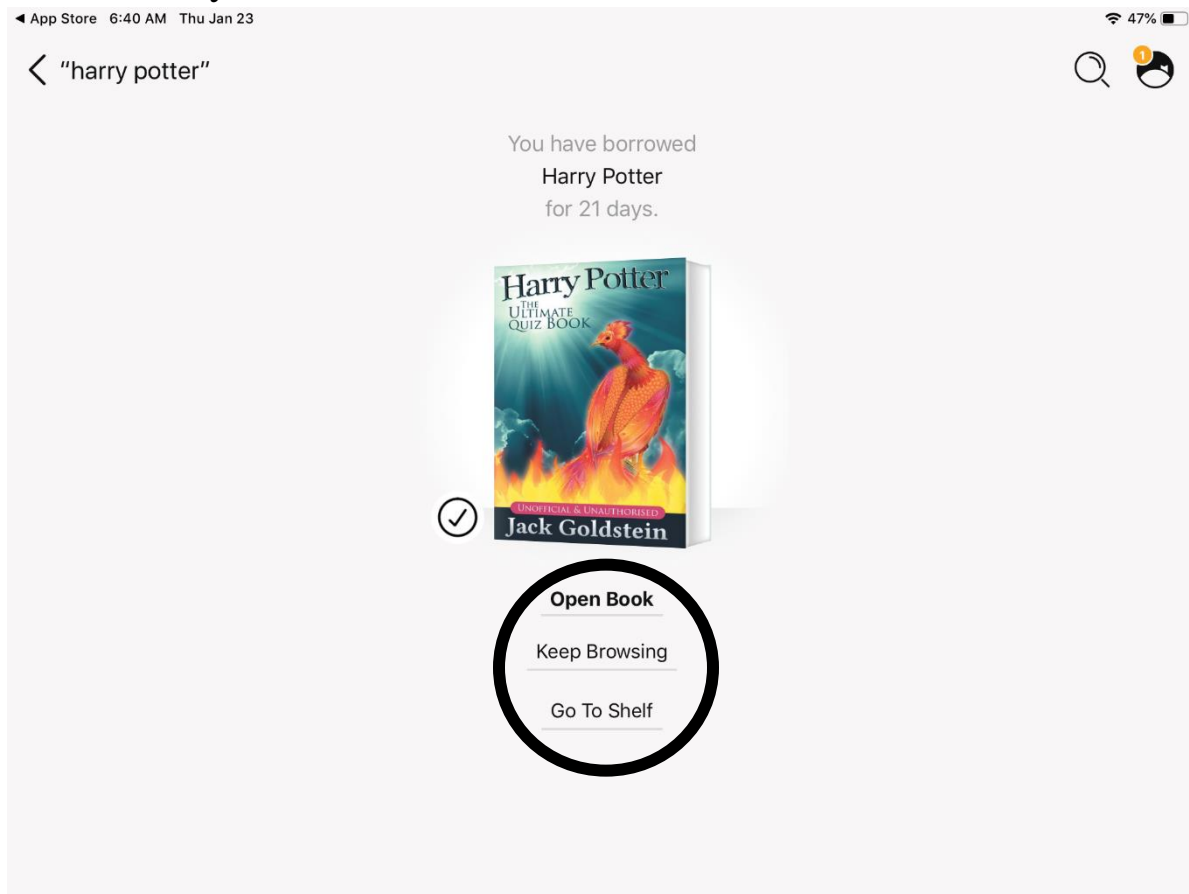 ◀ App Store 6:40 AM Thu Jan 23 47%
"harry potter"
1
You have borrowed
Harry Potter
for 21 days.
Harry Potter
THE
ULTIMATE
QUIZ BOOK
UNOFFICIAL & UNAUTHORISED
Jack Goldstein
Open Book
Keep Browsing
Go To Shelf